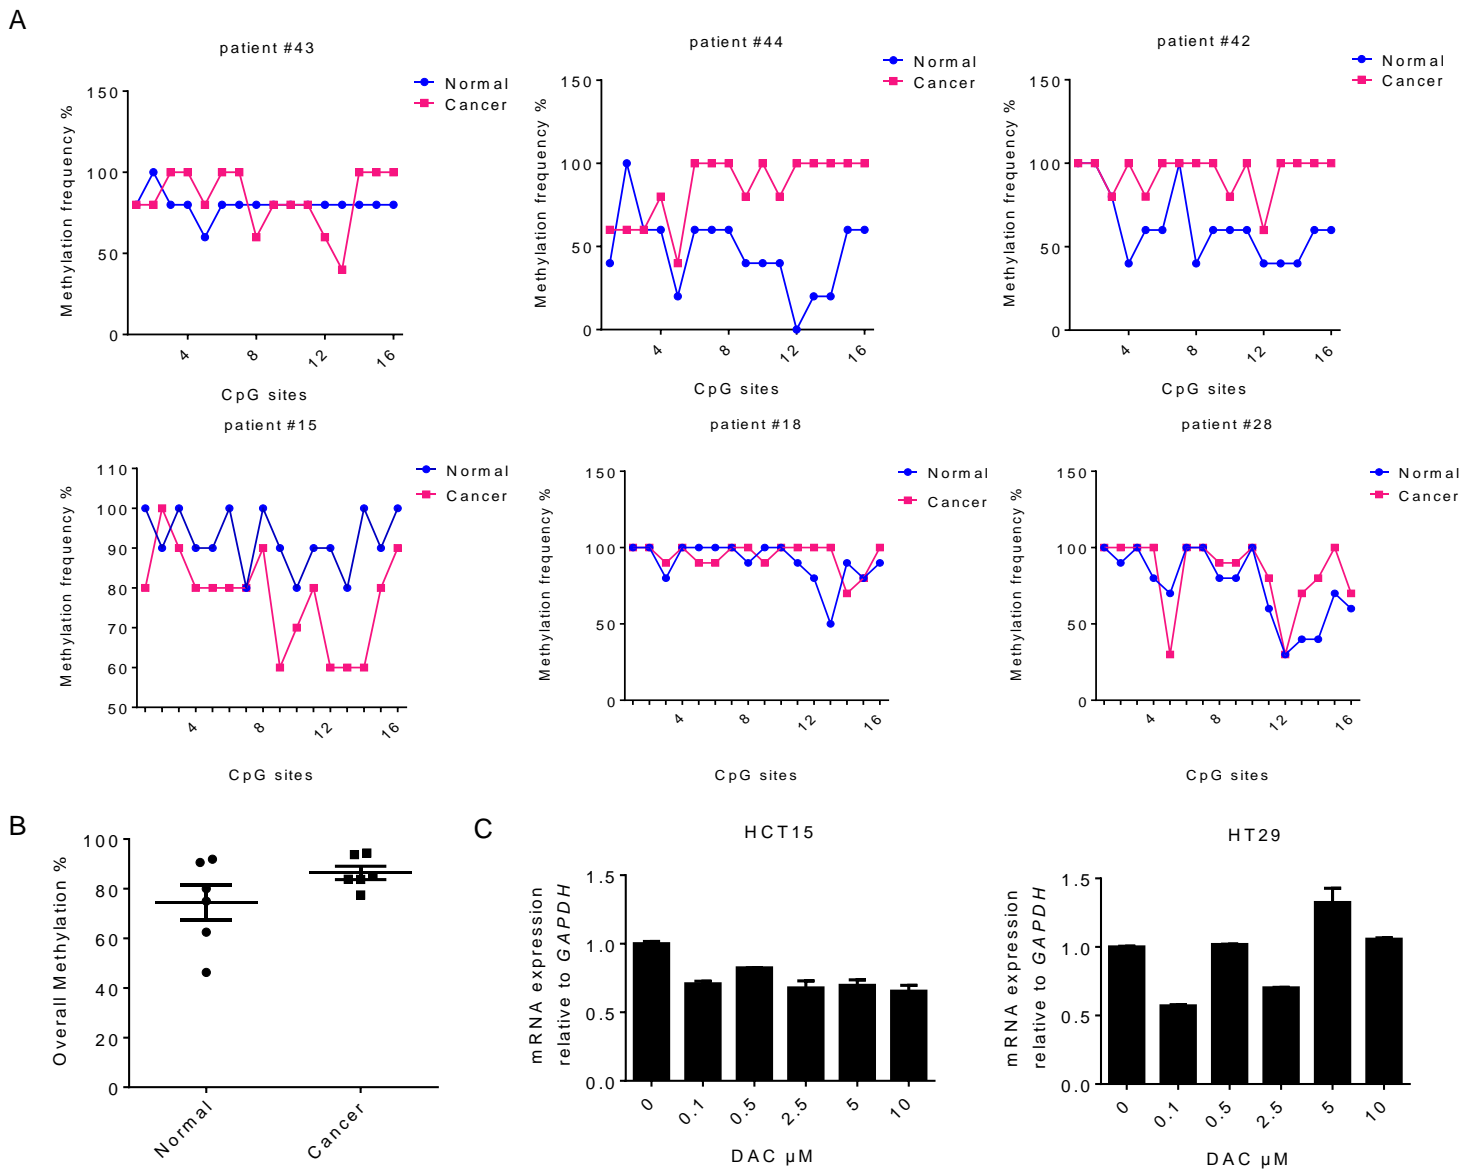 A
patient #43
Normal
Cancer
Methylation frequency %
150
100
50
0
4
8
12
16
CpG sites
patient #44
Normal
Cancer
Methylation frequency %
150
100
50
0
4
8
12
16
CpG sites
patient #42
Normal
Cancer
Methylation frequency %
150
100
50
0
4
8
12
16
CpG sites
patient #15
Normal
Cancer
Methylation frequency %
110
100
90
80
70
60
50
4
8
12
16
CpG sites
patient #18
Normal
Cancer
Methylation frequency %
150
100
50
0
4
8
12
16
CpG sites
patient #28
Normal
Cancer
Methylation frequency %
150
100
50
0
4
8
12
16
CpG sites
B
Overall Methylation %
100
80
60
40
20
0
Normal
Cancer
C
HCT15
mRNA expression
relative to GAPDH
1.5
1.0
0.5
0.0
0
0.1
0.5
2.5
5
10
DAC µM
HT29
mRNA expression
relative to GAPDH
1.5
1.0
0.5
0.0
0
0.1
0.5
2.5
5
10
DAC µM